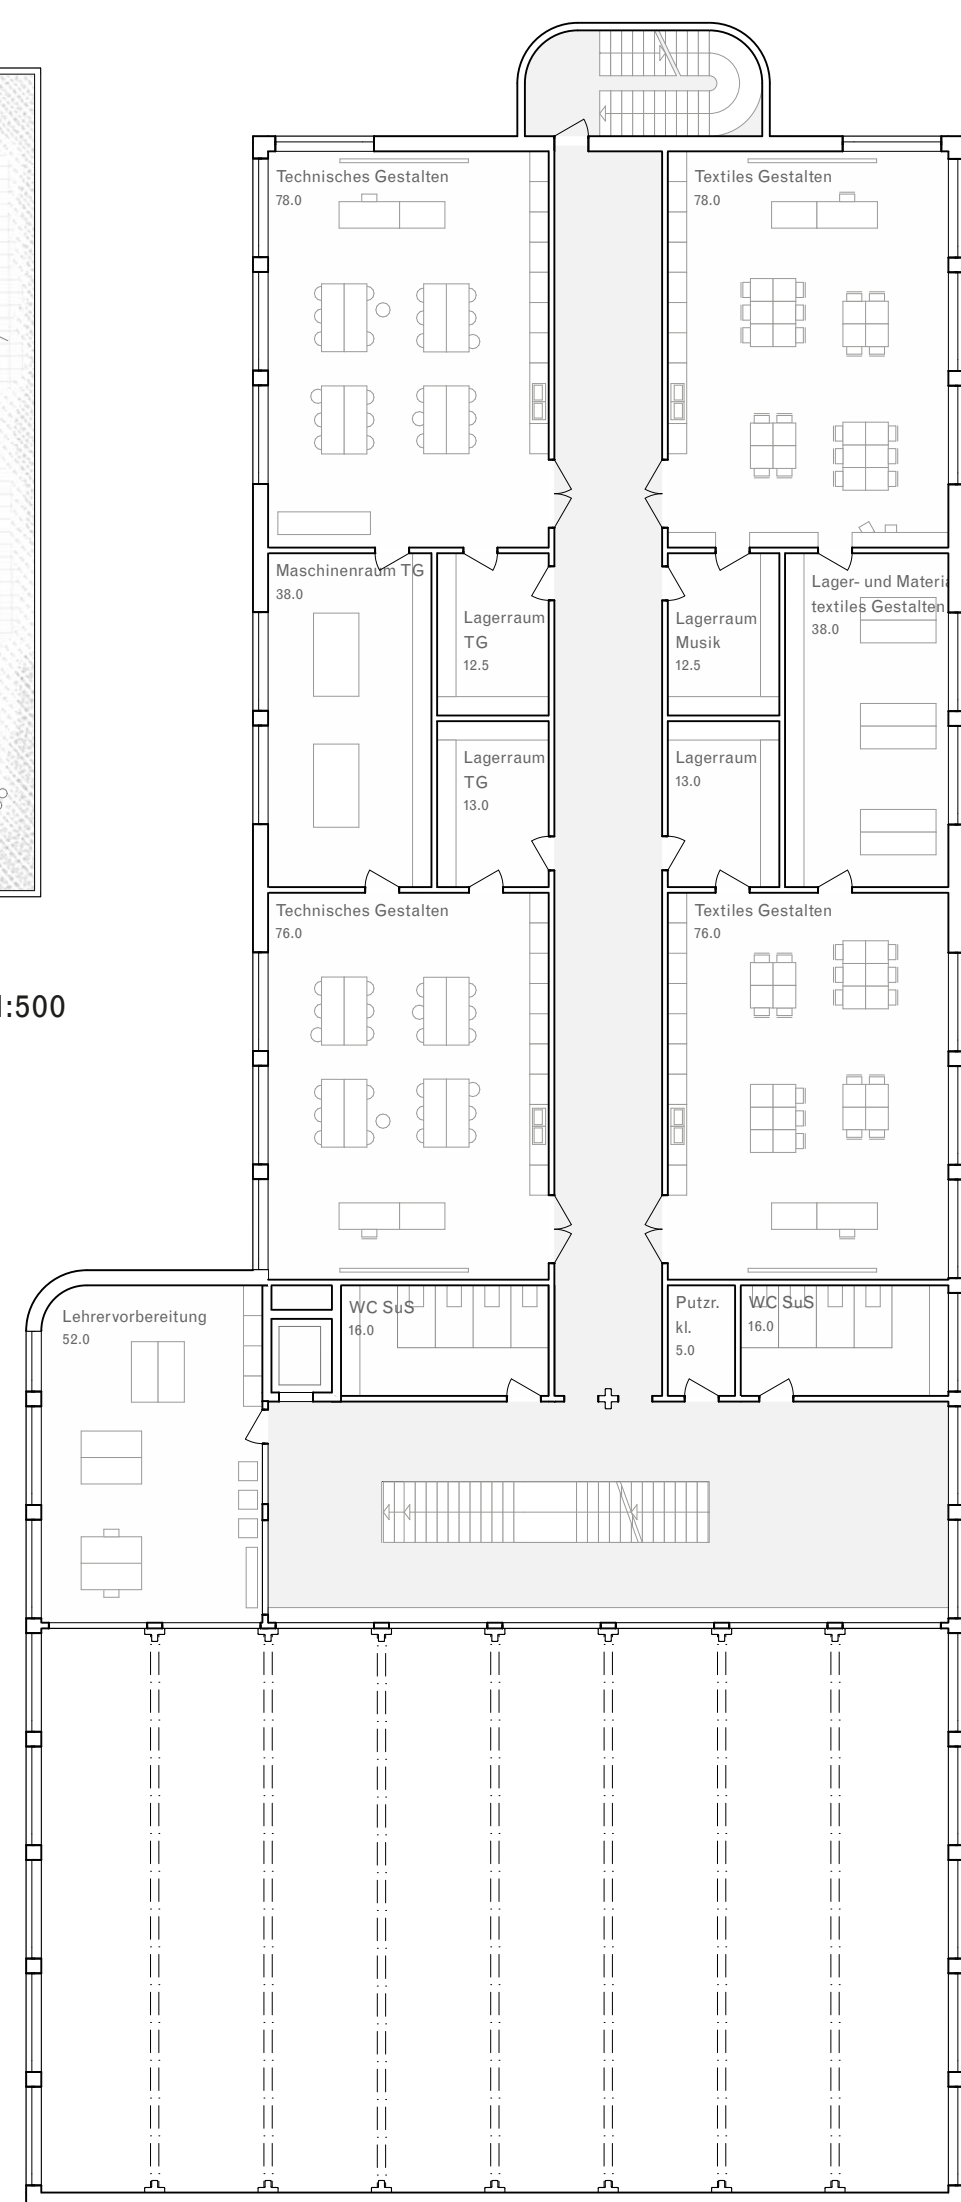 Technisches Gestalten
78.0
Textiles Gestalten
78.0
Maschinenraum TG
38.0
Lagerraum
TG
12.5
Lagerraum
Musik
12.5
Lager- und Materia
textiles Gestalten
38.0
Lagerraum
TG
13.0
Lagerraum
13.0
Technisches Gestalten
76.0
Textiles Gestalten
76.0
1:500
Lehrervorbereitung
52.0
WC SuS
16.0
Putzr.
kl.
5.0
WC SuS
16.0